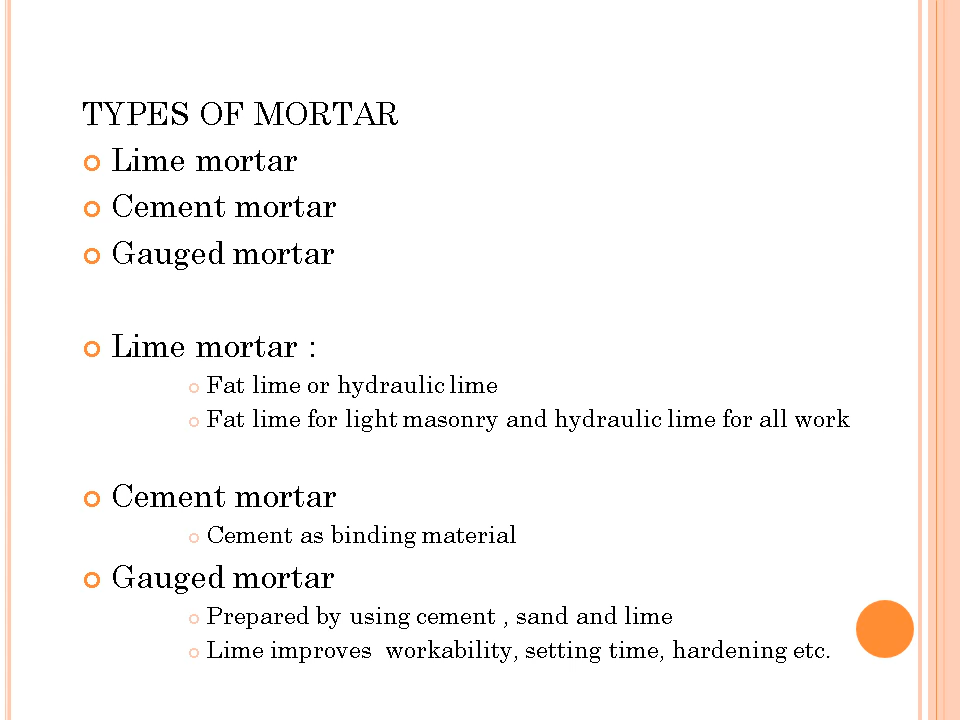 TYPES OF MORTAR
Lime mortar
Cement mortar
Gauged mortar
Lime mortar :
Fat lime or hydraulic lime
Fat lime for light masonry and hydraulic lime for all work
Cement mortar
Cement as binding material
Gauged mortar
Prepared by using cement , sand and lime
Lime improves  workability, setting time, hardening etc.